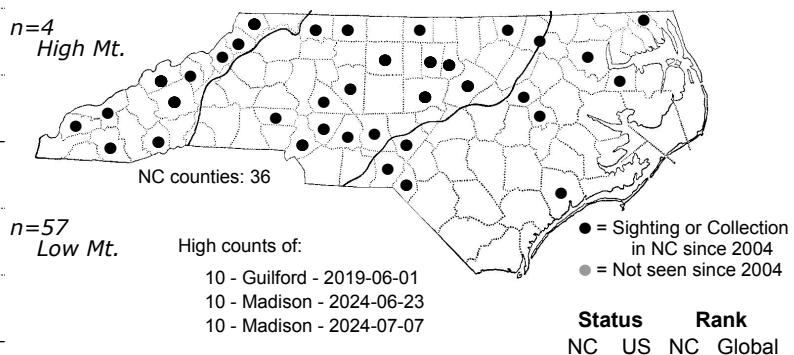 n=4
High Mt.
NC counties: 36
n=57
Low Mt.
High counts of:
10 - Guilford - 2019-06-01
10 - Madison - 2024-06-23
10 - Madison - 2024-07-07
= Sighting or Collection
in NC since 2004
= Not seen since 2004
Status Rank
NC US NC Global